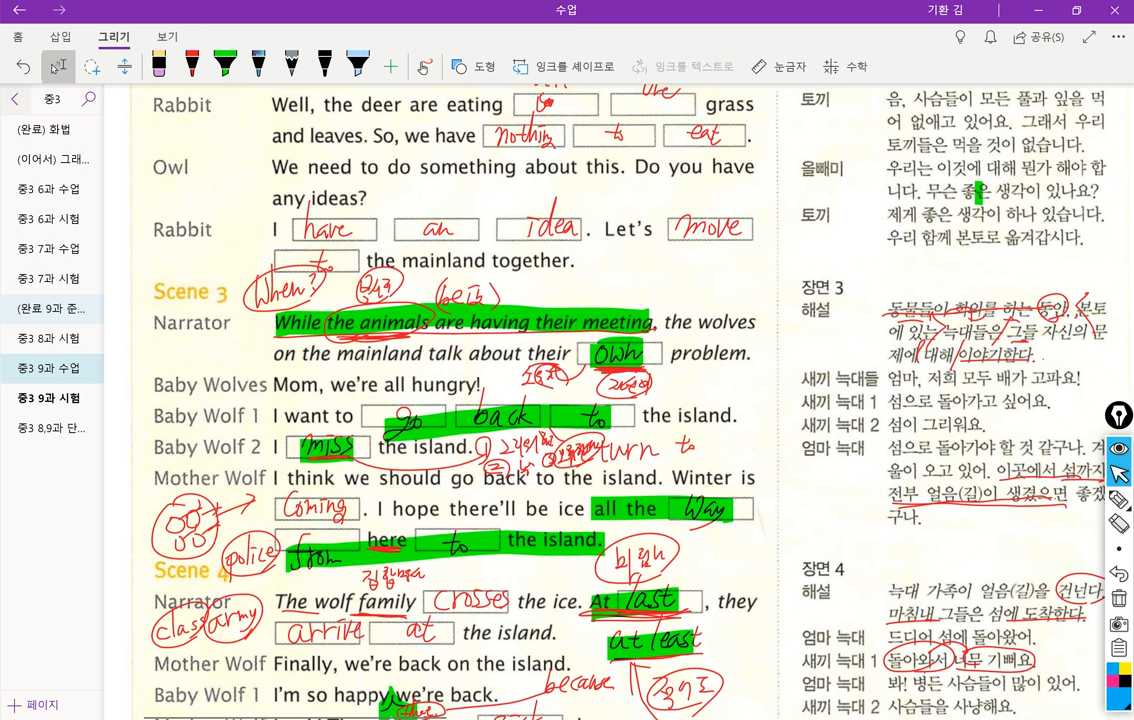 수업
기환 김
홈 삽입 그리기 보기
공유(S)
도형 잉크를 셰이프로 잉크를 텍스트로 눈금자 수학
중3
(완료) 화법
(이어서) 그래...
중3 6과 수업
중3 6과 시험
중3 7과 수업
중3 7과 시험
(완료 9과 준...
중3 8과 시험
중3 9과 수업
중3 9과 시험
중3 8,9과 단...
페이지
Rabbit Well, the deer are eating grass
and leaves. So, we have nothing to eat .
Owl We need to do something about this. Do you have
any ideas?
Rabbit I have an idea . Let's move
to the mainland together.
When? 본동사 (be동)
Scene 3
Narrator While the animals are having their meeting, the wolves
on the mainland talk about their own problem.
소유격 자신의
Baby Wolves Mom, we're all hungry!
Baby Wolf 1 I want to go back to the island.
Baby Wolf 2 I miss the island.
turn to
Mother Wolf I think we should go back to the island. Winter is
coming . I hope there'll be ice all the way
from here to the island.
police
집합명사
Scene 4
Narrator The wolf family crosses the ice. At last , they
class army
arrive at the island.
at least
Mother Wolf Finally, we're back on the island.
because
Baby Wolf 1 I'm so happy we're back.
토끼 음, 사슴들이 모든 풀과 잎을 먹
어 없애고 있어요. 그래서 우리
토끼들은 먹을 것이 없습니다.
올빼미 우리는 이것에 대해 뭔가 해야 합
니다. 무슨 좋은 생각이 있나요?
토끼 제게 좋은 생각이 하나 있습니다.
우리 함께 본토로 옮겨갑시다.
장면 3
해설 동물들이 회의를 하는 동안, 본토
에 있는 늑대들은 그들 자신의 문
제에 대해 이야기한다.
새끼 늑대들 엄마, 저희 모두 배가 고파요!
새끼 늑대 1 섬으로 돌아가고 싶어요.
새끼 늑대 2 섬이 그리워요.
엄마 늑대 섬으로 돌아가야 할 것 같구나. 겨
울이 오고 있어. 이곳에서 섬까지
전부 얼음(길)이 생겼으면 좋겠
구나.
장면 4
해설 늑대 가족이 얼음(길)을 건넌다.
마침내 그들은 섬에 도착한다.
엄마 늑대 드디어 섬에 돌아왔어.
새끼 늑대 1 돌아와서 너무 기뻐요.
엄마 늑대 봐! 병든 사슴들이 많이 있어.
새끼 늑대 2 사슴들을 사냥해요.